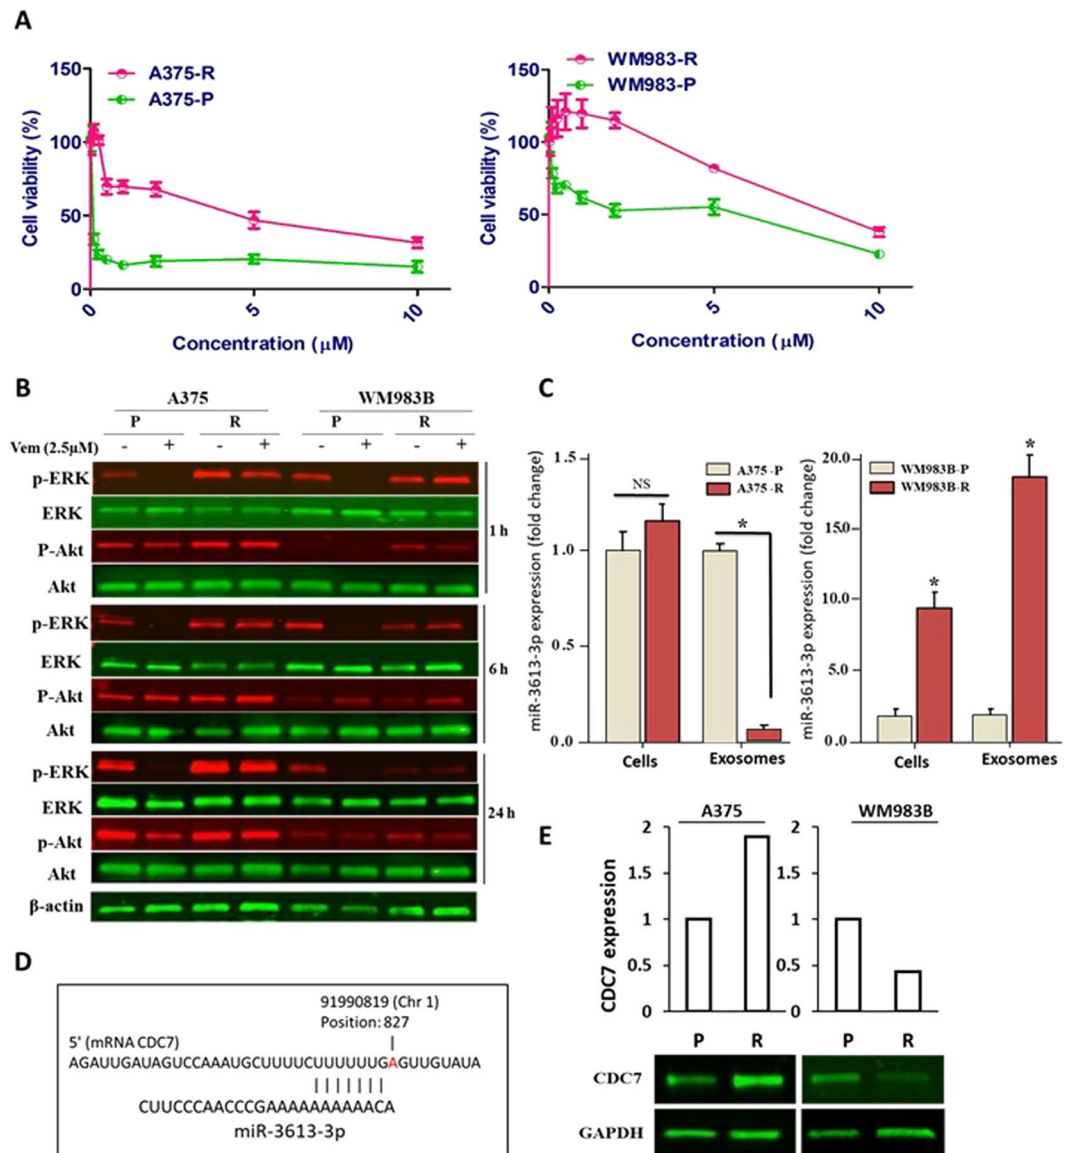 A
150
100
50
0
Cell viability (%)
A375-R
A375-P
0
5
10
Concentration (μM)
150
100
50
0
Cell viability (%)
WM983-R
WM983-P
0
5
10
Concentration (μM)
B
A375
WM983B
P
R
P
R
Vem (2.5μM)
-
+
-
+
-
+
-
+
p-ERK
ERK
P-Akt
Akt
1 h
p-ERK
ERK
P-Akt
Akt
6 h
p-ERK
ERK
p-Akt
Akt
24 h
β-actin
C
miR-3613-3p expression (fold change)
1.5
1.0
0.5
0.0
A375-P
A375-R
NS
*
Cells
Exosomes
miR-3613-3p expression (fold change)
20.0
15.0
10.0
5.0
0.0
WM983B-P
WM983B-R
*
*
Cells
Exosomes
D
91990819 (Chr 1)
Position: 827
5' (mRNA CDC7)
AGAUUGAUAGUCCAAAUGCUUUUCUUUUUUGAGUUGUAUA
CUUCCCAACCCGAAAAAAAAAACA
miR-3613-3p
E
A375
WM983B
CDC7 expression
2
1.5
1
0.5
0
2
1.5
1
0.5
0
P
R
P
R
CDC7
GAPDH